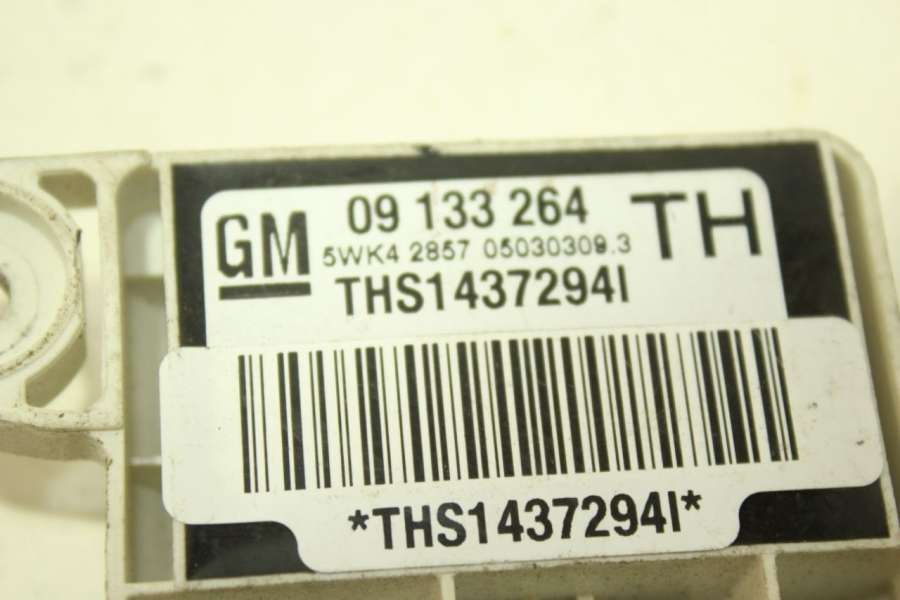 GM 09 133 264 TH
5WK4 2857 05030309.3
THS1437294I
*THS1437294I*